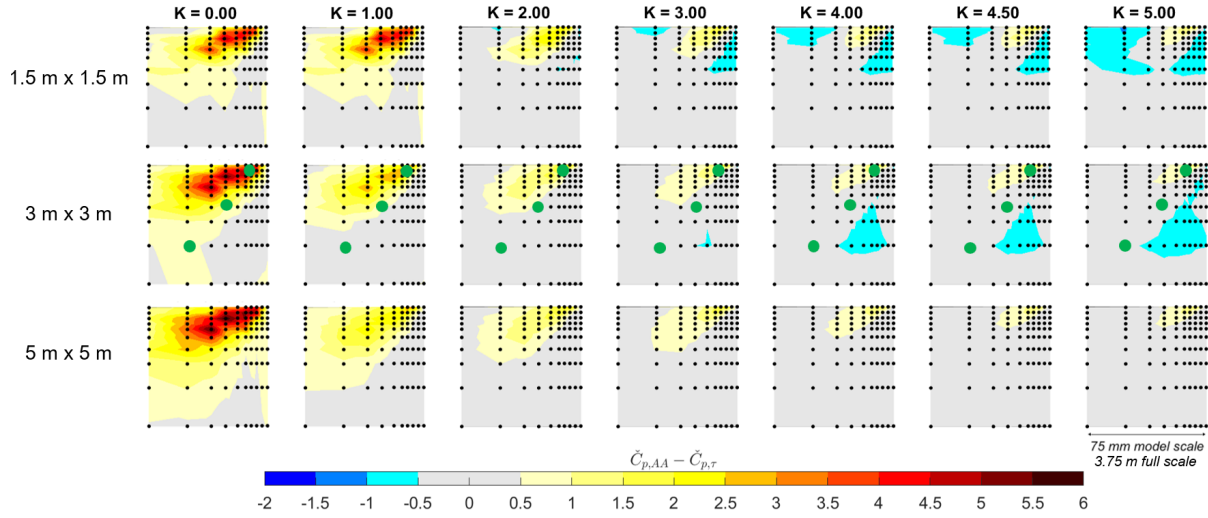 K = 0.00 K = 1.00 K = 2.00 K = 3.00 K = 4.00 K = 4.50 K = 5.00
1.5 m x 1.5 m
3 m x 3 m
5 m x 5 m
75 mm model scale
3.75 m full scale
Č_{p,AA} − Č_{p,τ}
-2 -1.5 -1 -0.5 0 0.5 1 1.5 2 2.5 3 3.5 4 4.5 5 5.5 6